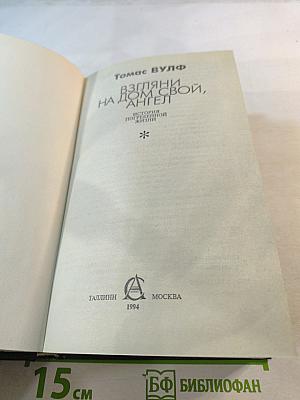 Томас ВУЛФ
ВЗГЛЯНИ
НА ДОМ СВОЙ,
АНГЕЛ
ИСТОРИЯ
ПОГРЕБЕННОЙ
ЖИЗНИ
*
ТАЛЛИНН МОСКВА
1994
15 см
БФ БИБЛИОФАН